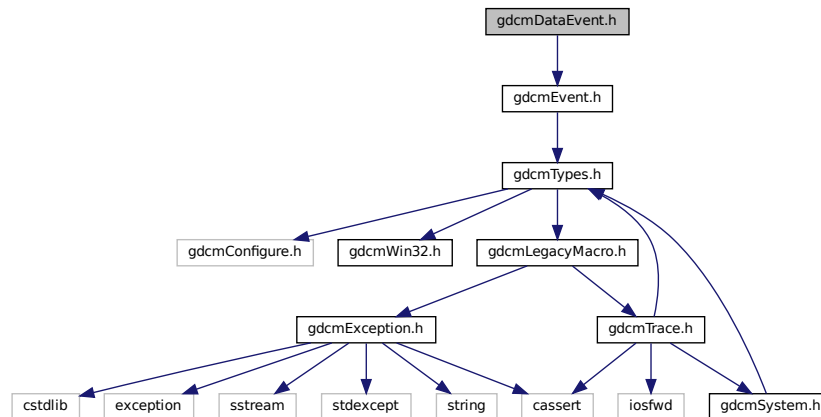 gdcmDataEvent.h
gdcmEvent.h
gdcmTypes.h
gdcmConfigure.h
gdcmWin32.h
gdcmLegacyMacro.h
gdcmException.h
gdcmTrace.h
cstdlib
exception
sstream
stdexcept
string
cassert
iosfwd
gdcmSystem.h